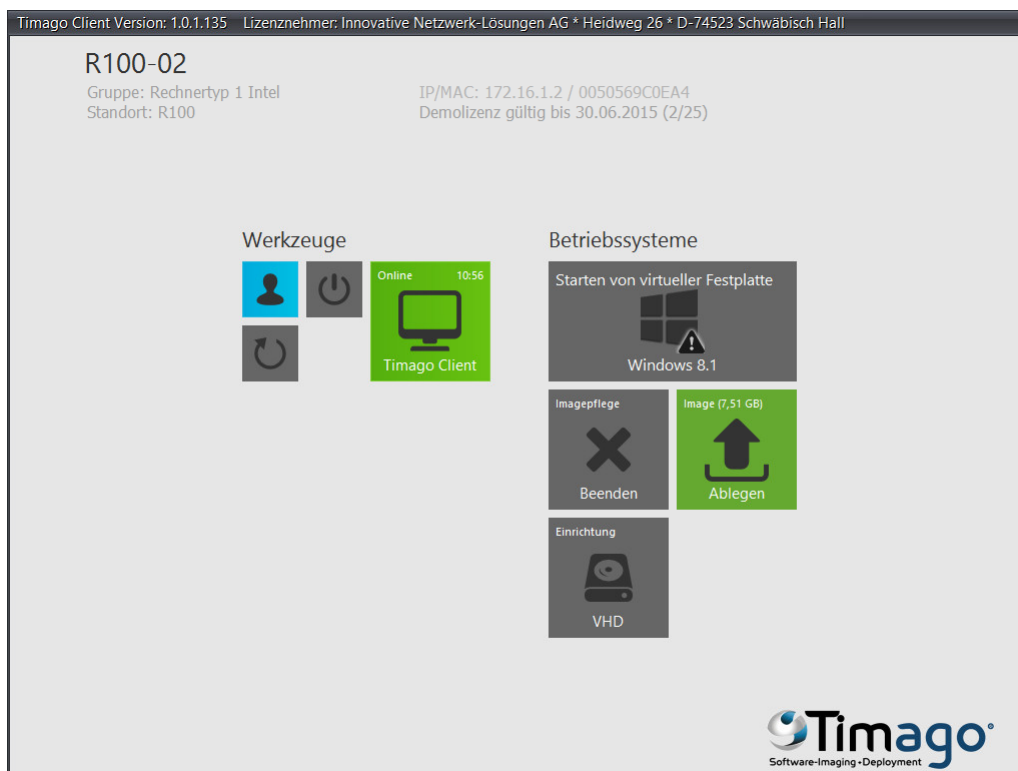 Timago Client Version: 1.0.1.135 Lizenznehmer: Innovative Netzwerk-Lösungen AG * Heidweg 26 * D-74523 Schwäbisch Hall
R100-02
Gruppe: Rechnertyp 1 Intel
Standort: R100
IP/MAC: 172.16.1.2 / 0050569C0EA4
Demolizenz gültig bis 30.06.2015 (2/25)
Werkzeuge
Online 10:56
Timago Client
Betriebssysteme
Starten von virtueller Festplatte
Windows 8.1
Imagepflege
Beenden
Image (7,51 GB)
Ablegen
Einrichtung
VHD
Timago
Software-Imaging+Deployment